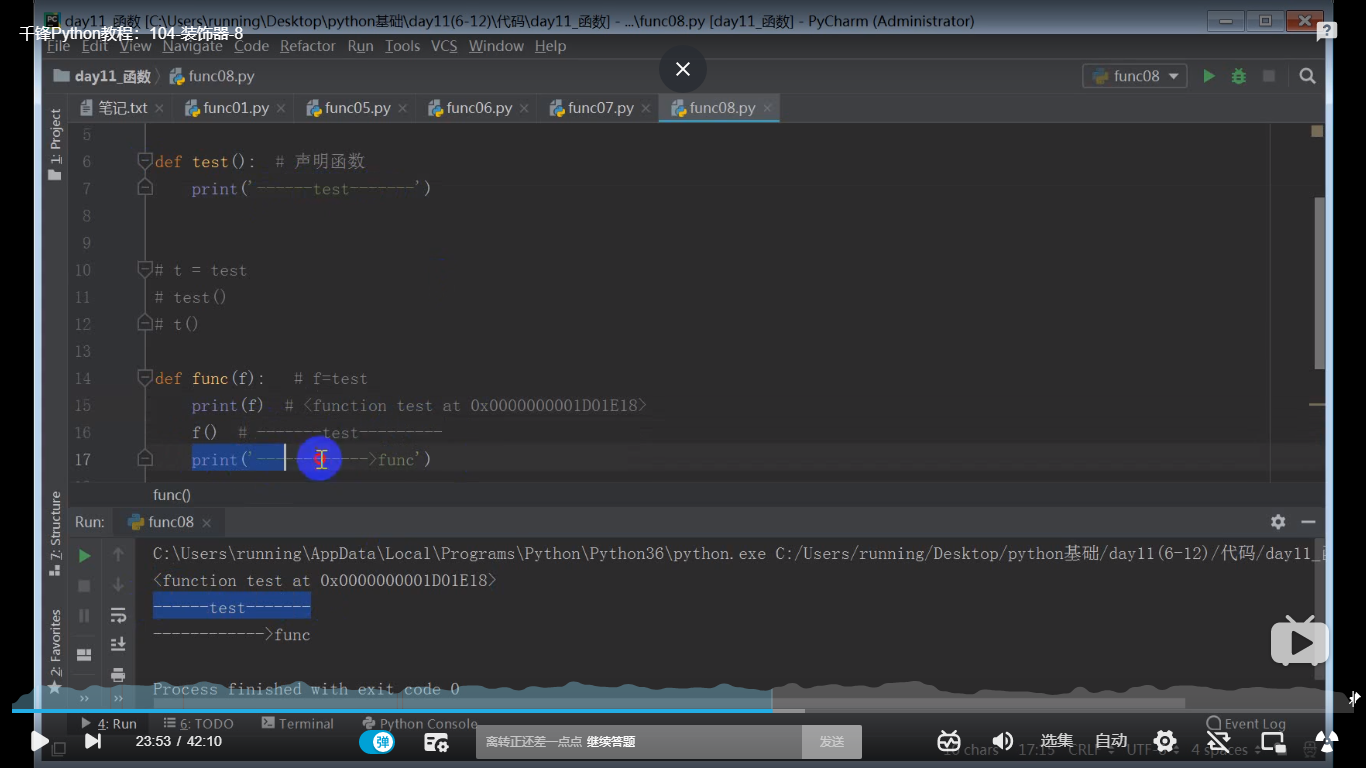 day11_函数 [C:\Users\running\Desktop\python基础\day11(6-12)\代码\day11_函数] - ...\func08.py [day11_函数] - PyCharm (Administrator)
千锋Python教程：104-装饰器-8
File Edit View Navigate Code Refactor Run Tools VCS Window Help
day11_函数 func08.py func08
笔记.txt func01.py func05.py func06.py func07.py func08.py
1: Project
5
6 def test():  # 声明函数
7 print('------test-------')
8
9
10 # t = test
11 # test()
12 # t()
13
14 def func(f):   # f=test
15 print(f)  # <function test at 0x0000000001D01E18>
16 f()  # -------test---------
17 print('------------>func')
func()
7: Structure
2: Favorites
Run: func08
C:\Users\running\AppData\Local\Programs\Python\Python36\python.exe C:/Users/running/Desktop/python基础/day11(6-12)/代码/day11_
<function test at 0x0000000001D01E18>
------test-------
------------>func
Process finished with exit code 0
4: Run 6: TODO Terminal Python Console Event Log
23:53 / 42:10 弹 离转正还差一点点 继续答题 发送 选集 自动
17:15 CRLF UTF-8 4 spaces